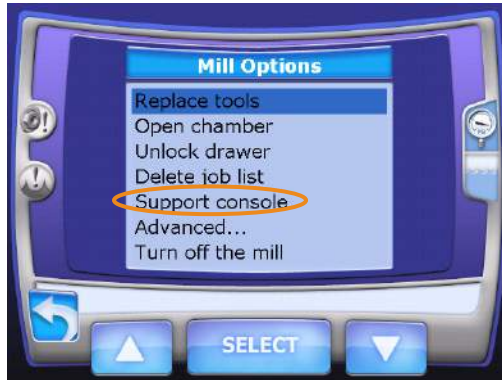 Mill Options
Replace tools
Open chamber
Unlock drawer
Delete job list
Support console
Advanced...
Turn off the mill
SELECT